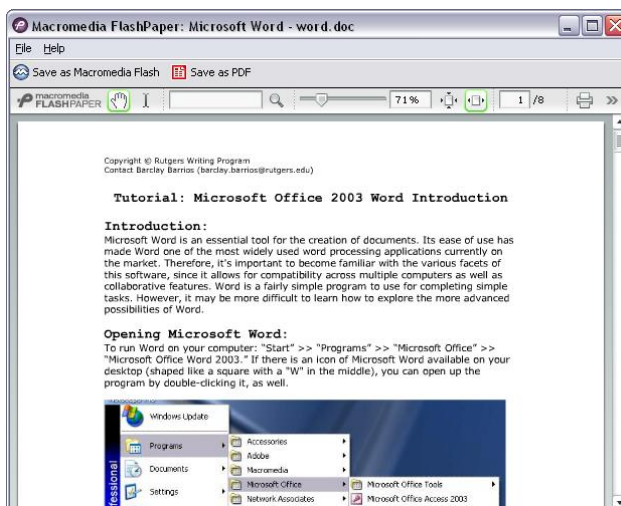 Macromedia FlashPaper: Microsoft Word - word.doc
File Help
Save as Macromedia Flash Save as PDF
macromedia
FLASHPAPER 71% 1 /8
Copyright © Rutgers Writing Program
Contact Barclay Barrios (barclay.barrios@rutgers.edu)
Tutorial: Microsoft Office 2003 Word Introduction
Introduction:
Microsoft Word is an essential tool for the creation of documents. Its ease of use has
made Word one of the most widely used word processing applications currently on
the market. Therefore, it's important to become familiar with the various facets of
this software, since it allows for compatibility across multiple computers as well as
collaborative features. Word is a fairly simple program to use for completing simple
tasks. However, it may be more difficult to learn how to explore the more advanced
possibilities of Word.
Opening Microsoft Word:
To run Word on your computer: “Start” >> “Programs” >> “Microsoft Office” >>
“Microsoft Office Word 2003.” If there is an icon of Microsoft Word available on your
desktop (shaped like a square with a “W” in the middle), you can open up the
program by double-clicking it, as well.
Windows Update
Programs Accessories
Adobe
Documents Macromedia
Microsoft Office Microsoft Office Tools
Settings Network Associates Microsoft Office Access 2003
essional